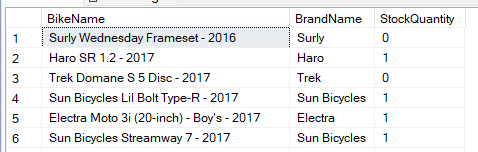 BikeName BrandName StockQuantity
1 Surly Wednesday Frameset - 2016 Surly 0
2 Haro SR 1.2 - 2017 Haro 1
3 Trek Domane S 5 Disc - 2017 Trek 0
4 Sun Bicycles Lil Bolt Type-R - 2017 Sun Bicycles 1
5 Electra Moto 3i (20-inch) - Boy's - 2017 Electra 1
6 Sun Bicycles Streamway 7 - 2017 Sun Bicycles 1